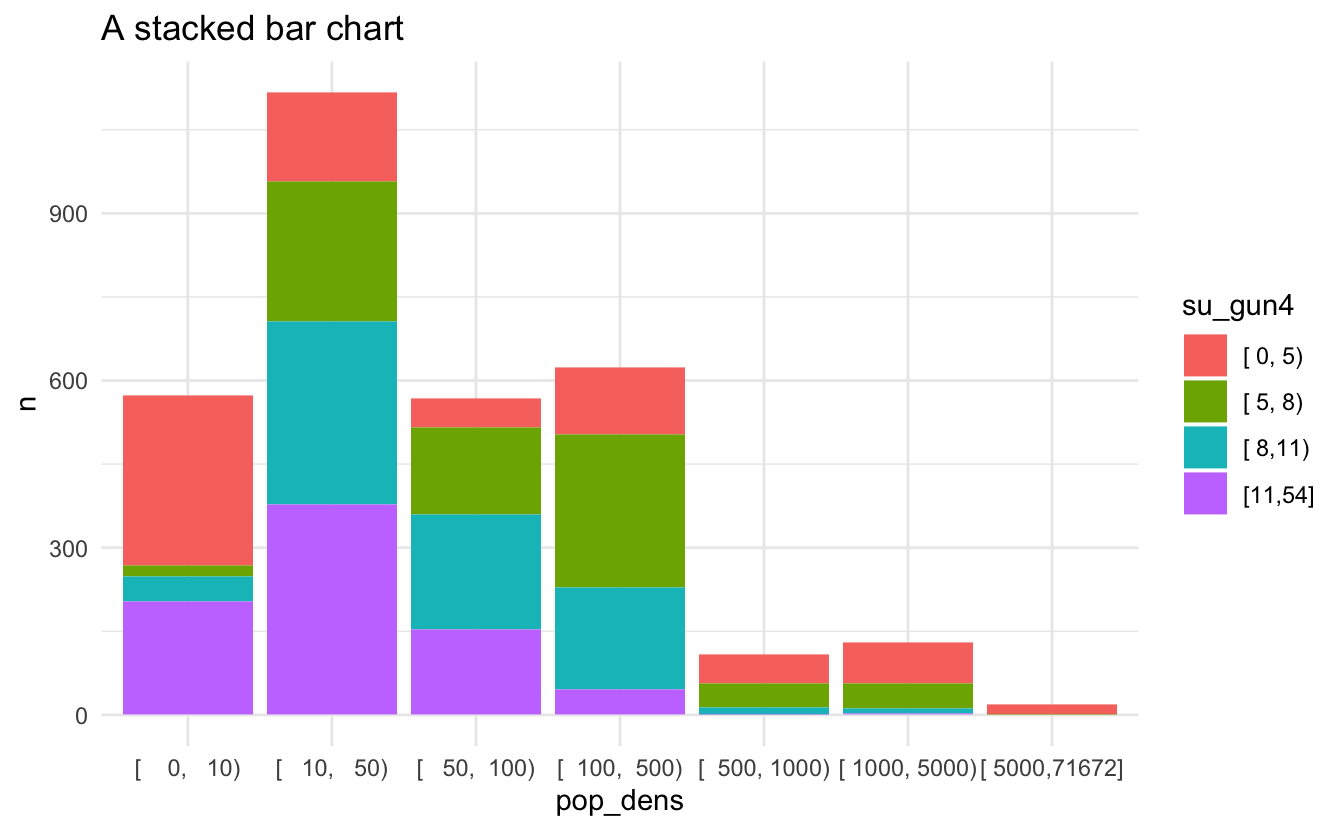 A stacked bar chart
900
600
300
0
n
[    0,   10) [   10,   50) [   50,  100) [  100,  500) [  500, 1000) [ 1000, 5000) [ 5000,71672]
pop_dens
su_gun4
[ 0, 5)
[ 5, 8)
[ 8,11)
[11,54]